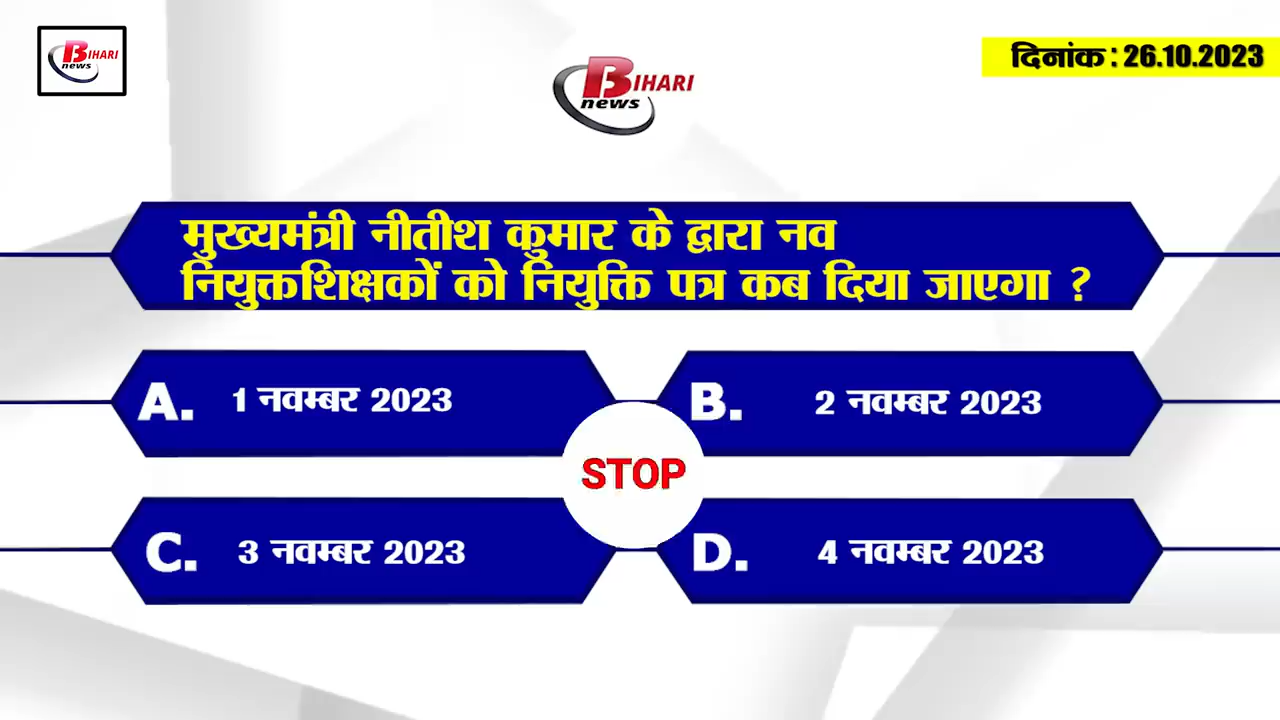 BIHARI
news
दिनांक : 26.10.2023
BIHARI
news
मुख्यमंत्री नीतीश कुमार के द्वारा नव
नियुक्तशिक्षकों को नियुक्ति पत्र कब दिया जाएगा ?
A. 1 नवम्बर 2023
B. 2 नवम्बर 2023
STOP
C. 3 नवम्बर 2023
D. 4 नवम्बर 2023